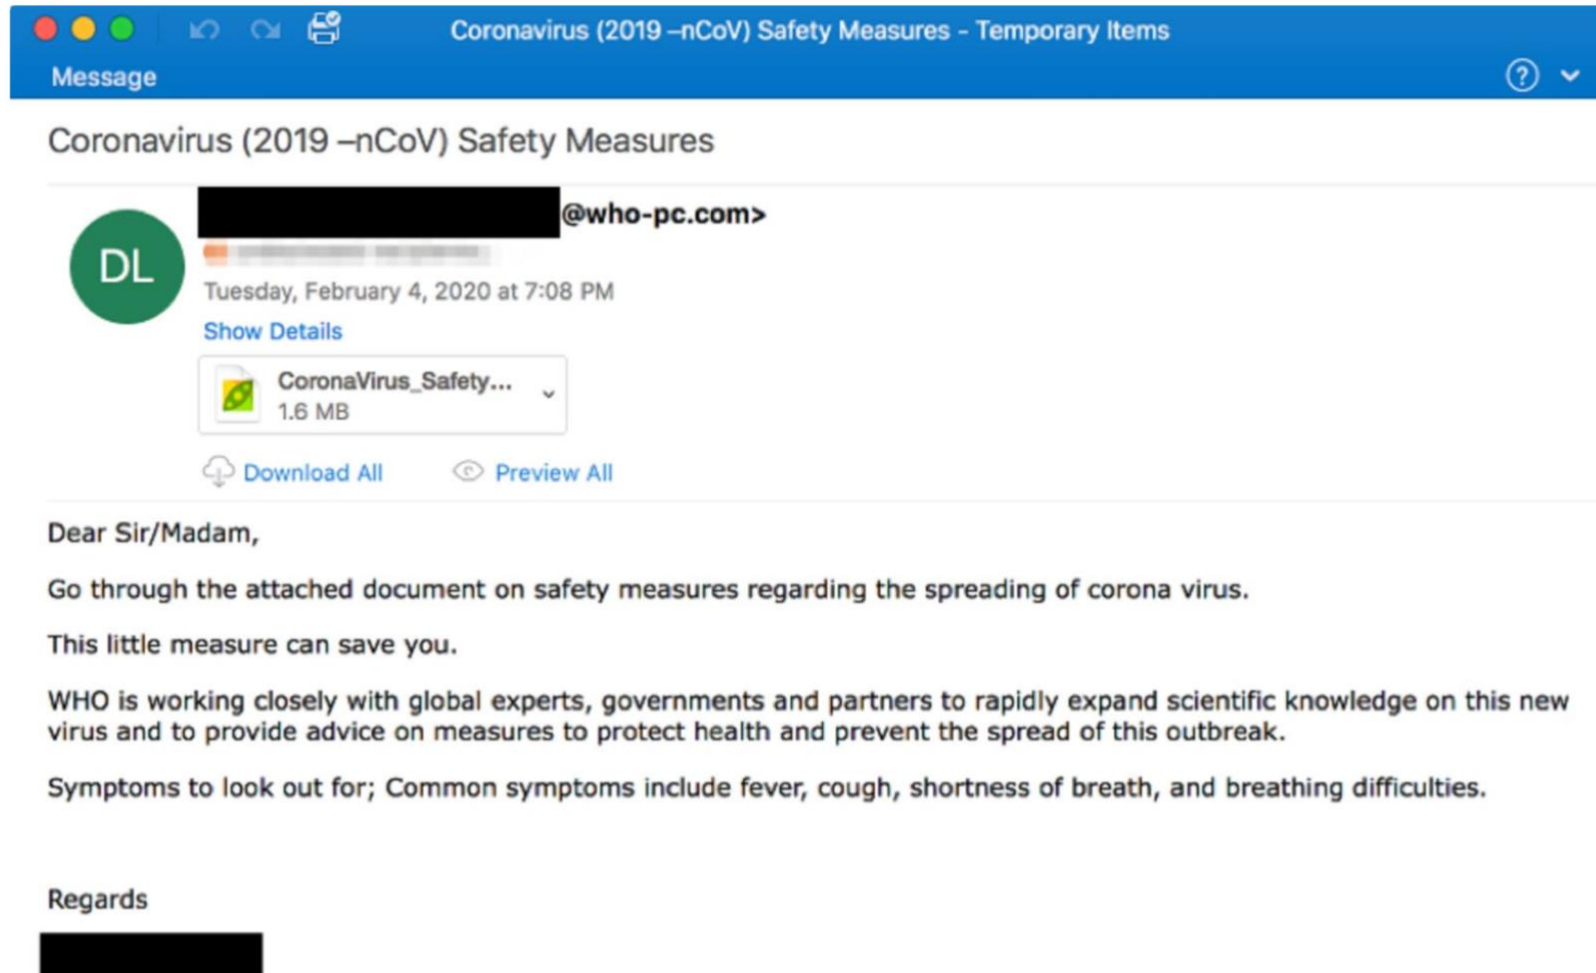 Coronavirus (2019 –nCoV) Safety Measures - Temporary Items
Message
Coronavirus (2019 –nCoV) Safety Measures
@who-pc.com>
DL
Tuesday, February 4, 2020 at 7:08 PM
Show Details
CoronaVirus_Safety...
1.6 MB
Download All Preview All
Dear Sir/Madam,
Go through the attached document on safety measures regarding the spreading of corona virus.
This little measure can save you.
WHO is working closely with global experts, governments and partners to rapidly expand scientific knowledge on this new
virus and to provide advice on measures to protect health and prevent the spread of this outbreak.
Symptoms to look out for; Common symptoms include fever, cough, shortness of breath, and breathing difficulties.
Regards